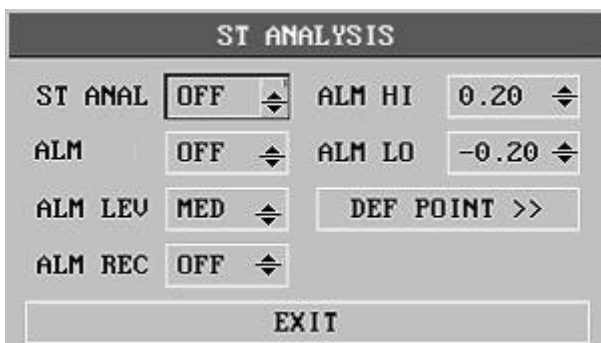 ST ANALYSIS
ST ANAL OFF ALM HI 0.20
ALM OFF ALM LO -0.20
ALM LEV MED DEF POINT >>
ALM REC OFF
EXIT